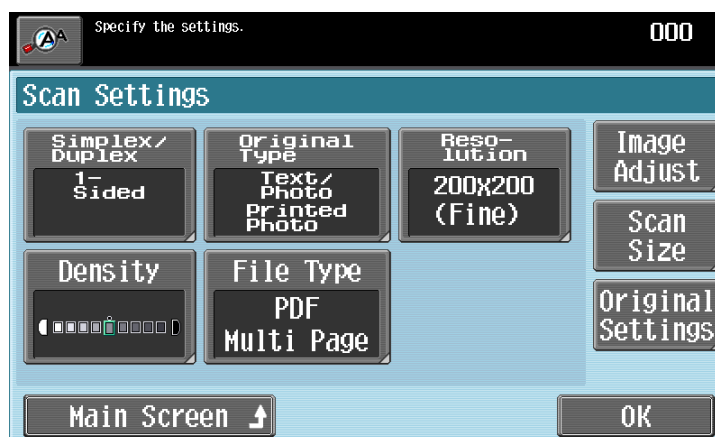 Specify the settings.
000
Scan Settings
Simplex/
Duplex
1-
Sided
Original
Type
Text/
Photo
Printed
Photo
Reso-
lution
200X200
(Fine)
Image
Adjust
Scan
Size
Original
Settings
Density
File Type
PDF
Multi Page
Main Screen
OK